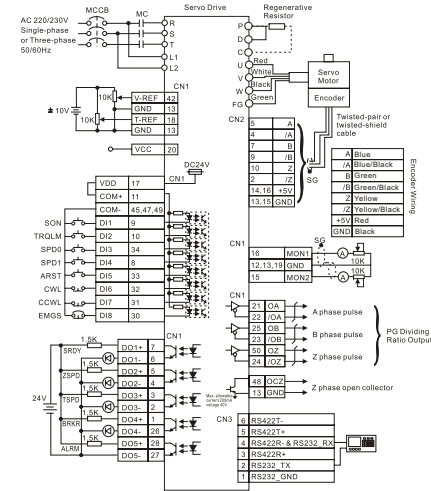 MCCB
MC
Servo Drive
Regenerative
Resistor
AC 220/230V
Single-phase
or Three-phase
50/60Hz
R
S
T
L1
L2
P
D
C
U
V
W
FG
Red
White
Black
Green
Servo
Motor
Encoder
CN1
± 10V
10K
10K
V-REF 42
GND 13
T-REF 18
GND 13
VCC 20
CN2
5 A
4 /A
7 B
9 /B
10 Z
2 /Z
14,16 +5V
13,15 GND
SG
Twisted-pair or
twisted-shield
cable
A Blue
/A Blue/Black
B Green
/B Green/Black
Z Yellow
/Z Yellow/Black
+5V Red
GND Black
Encoder Wiring
DC24V
CN1
VDD 17
COM+ 11
COM- 45,47,49
SON DI1 9
TRQLM DI2 10
SPD0 DI3 34
SPD1 DI4 8
ARST DI5 33
CWL DI6 32
CCWL DI7 31
EMGS DI8 30
CN1
SG
16 MON1 A
10K
12,13,19 GND
10K
15 MON2 A
CN1
21 OA
22 /OA
A phase pulse
25 OB
23 /OB
B phase pulse
50 OZ
24 /OZ
Z phase pulse
PG Dividing
Ratio Output
48 OCZ
13 GND
Z phase open collector
Max. allowable
current 200mA
voltage 40V
CN1
24V
1.5K
SRDY
DO1+ 7
DO1- 6
1.5K
ZSPD
DO2+ 5
DO2- 4
1.5K
TSPD
DO3+ 3
DO3- 2
1.5K
BRKR
DO4+ 1
DO4- 26
1.5K
ALRM
DO5+ 28
DO5- 27
CN3
6 RS422T-
5 RS422T+
4 RS422R- & RS232_RX
3 RS422R+
2 RS232_TX
1 RS232_GND